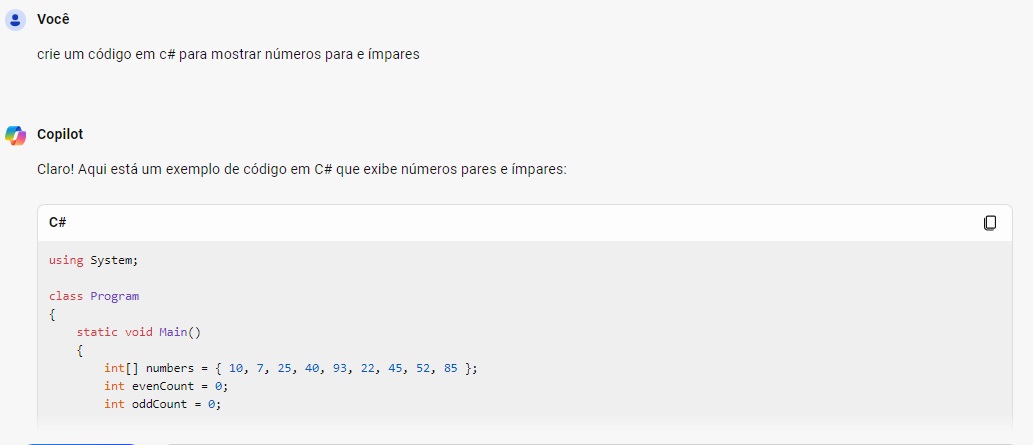 Você
crie um código em c# para mostrar números para e ímpares
Copilot
Claro! Aqui está um exemplo de código em C# que exibe números pares e ímpares:
C#
using System;
class Program
{
    static void Main()
    {
        int[] numbers = { 10, 7, 25, 40, 93, 22, 45, 52, 85 };
        int evenCount = 0;
        int oddCount = 0;